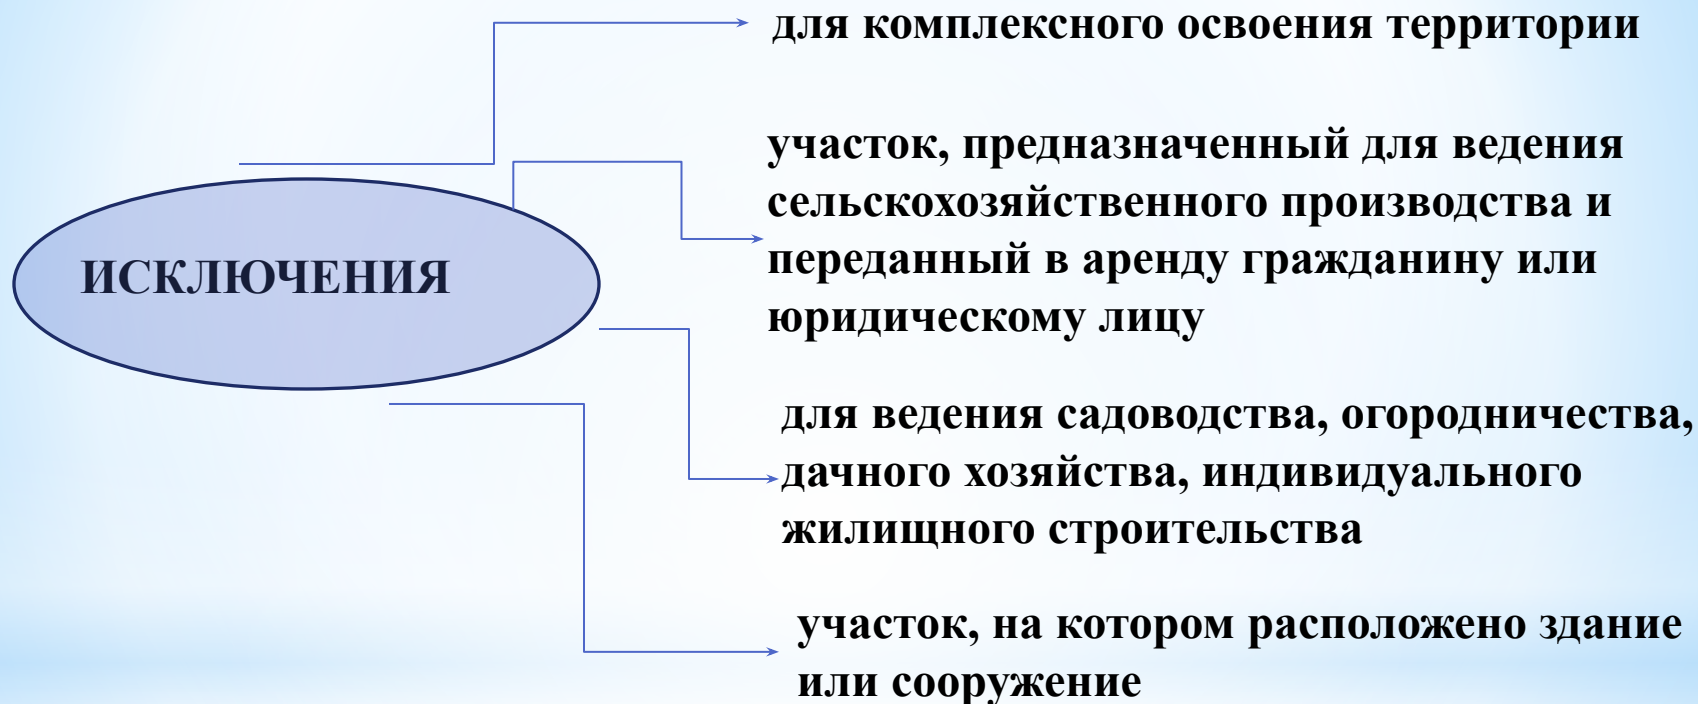 для комплексного освоения территории
участок, предназначенный для ведения
сельскохозяйственного производства и
переданный в аренду гражданину или
юридическому лицу
ИСКЛЮЧЕНИЯ
для ведения садоводства, огородничества,
дачного хозяйства, индивидуального
жилищного строительства
участок, на котором расположено здание
или сооружение